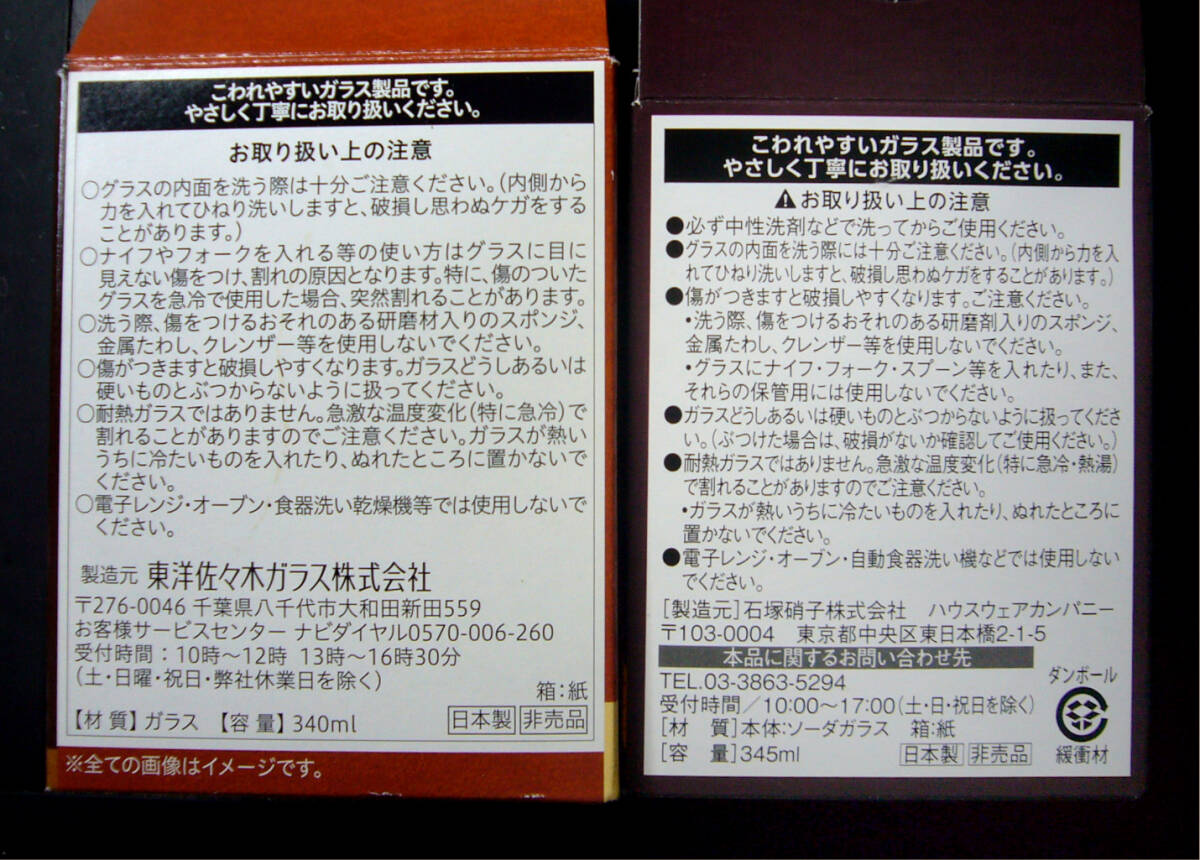 こわれやすいガラス製品です。
やさしく丁寧にお取り扱いください。
お取り扱い上の注意
○グラスの内面を洗う際は十分ご注意ください。(内側から
力を入れてひねり洗いしますと、破損し思わぬケガをする
ことがあります。)
○ナイフやフォークを入れる等の使い方はグラスに目に
見えない傷をつけ、割れの原因となります。特に、傷のついた
グラスを急冷で使用した場合、突然割れることがあります。
○洗う際、傷をつけるおそれのある研磨材入りのスポンジ、
金属たわし、クレンザー等を使用しないでください。
○傷がつきますと破損しやすくなります。ガラスどうしあるいは
硬いものとぶつからないように扱ってください。
○耐熱ガラスではありません。急激な温度変化(特に急冷)で
割れることがありますのでご注意ください。ガラスが熱い
うちに冷たいものを入れたり、ぬれたところに置かないで
ください。
○電子レンジ・オーブン・食器洗い乾燥機等では使用しないで
ください。
製造元 東洋佐々木ガラス株式会社
〒276-0046 千葉県八千代市大和田新田559
お客様サービスセンター ナビダイヤル0570-006-260
受付時間：10時〜12時 13時〜16時30分
(土・日曜・祝日・弊社休業日を除く)
箱：紙
【材 質】ガラス 【容 量】340ml 日本製 非売品
※全ての画像はイメージです。
こわれやすいガラス製品です。
やさしく丁寧にお取り扱いください。
⚠お取り扱い上の注意
●必ず中性洗剤などで洗ってからご使用ください。
●グラスの内面を洗う際には十分ご注意ください。(内側から力を入
れてひねり洗いしますと、破損し思わぬケガをすることがあります。)
●傷がつきますと破損しやすくなります。ご注意ください。
・洗う際、傷をつけるおそれのある研磨剤入りのスポンジ、
金属たわし、クレンザー等を使用しないでください。
・グラスにナイフ・フォーク・スプーン等を入れたり、また、
それらの保管用には使用しないでください。
●ガラスどうしあるいは硬いものとぶつからないように扱ってくださ
い。(ぶつけた場合は、破損がないか確認してご使用ください。)
●耐熱ガラスではありません。急激な温度変化(特に急冷・熱湯)
で割れることがありますのでご注意ください。
・ガラスが熱いうちに冷たいものを入れたり、ぬれたところに
置かないでください。
●電子レンジ・オーブン・自動食器洗い機などでは使用しない
でください。
[製造元]石塚硝子株式会社 ハウスウェアカンパニー
〒103-0004 東京都中央区東日本橋2-1-5
本品に関するお問い合わせ先
TEL.03-3863-5294
受付時間／10:00〜17:00(土・日・祝日を除く)
[材 質]本体：ソーダガラス 箱：紙
[容 量]345ml 日本製 非売品
ダンボール
緩衝材